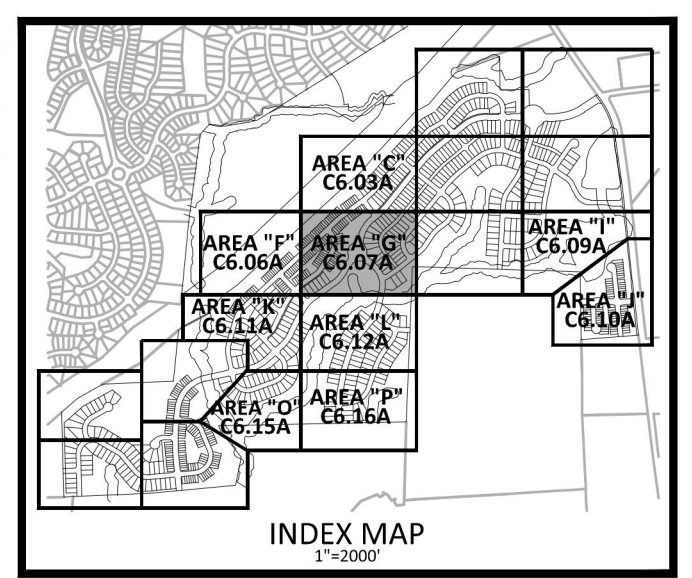 AREA "C"
C6.03A
AREA "F"
C6.06A
AREA "G"
C6.07A
AREA "I"
C6.09A
AREA "J"
C6.10A
AREA "K"
C6.11A
AREA "L"
C6.12A
AREA "O"
C6.15A
AREA "P"
C6.16A
INDEX MAP
1"=2000'